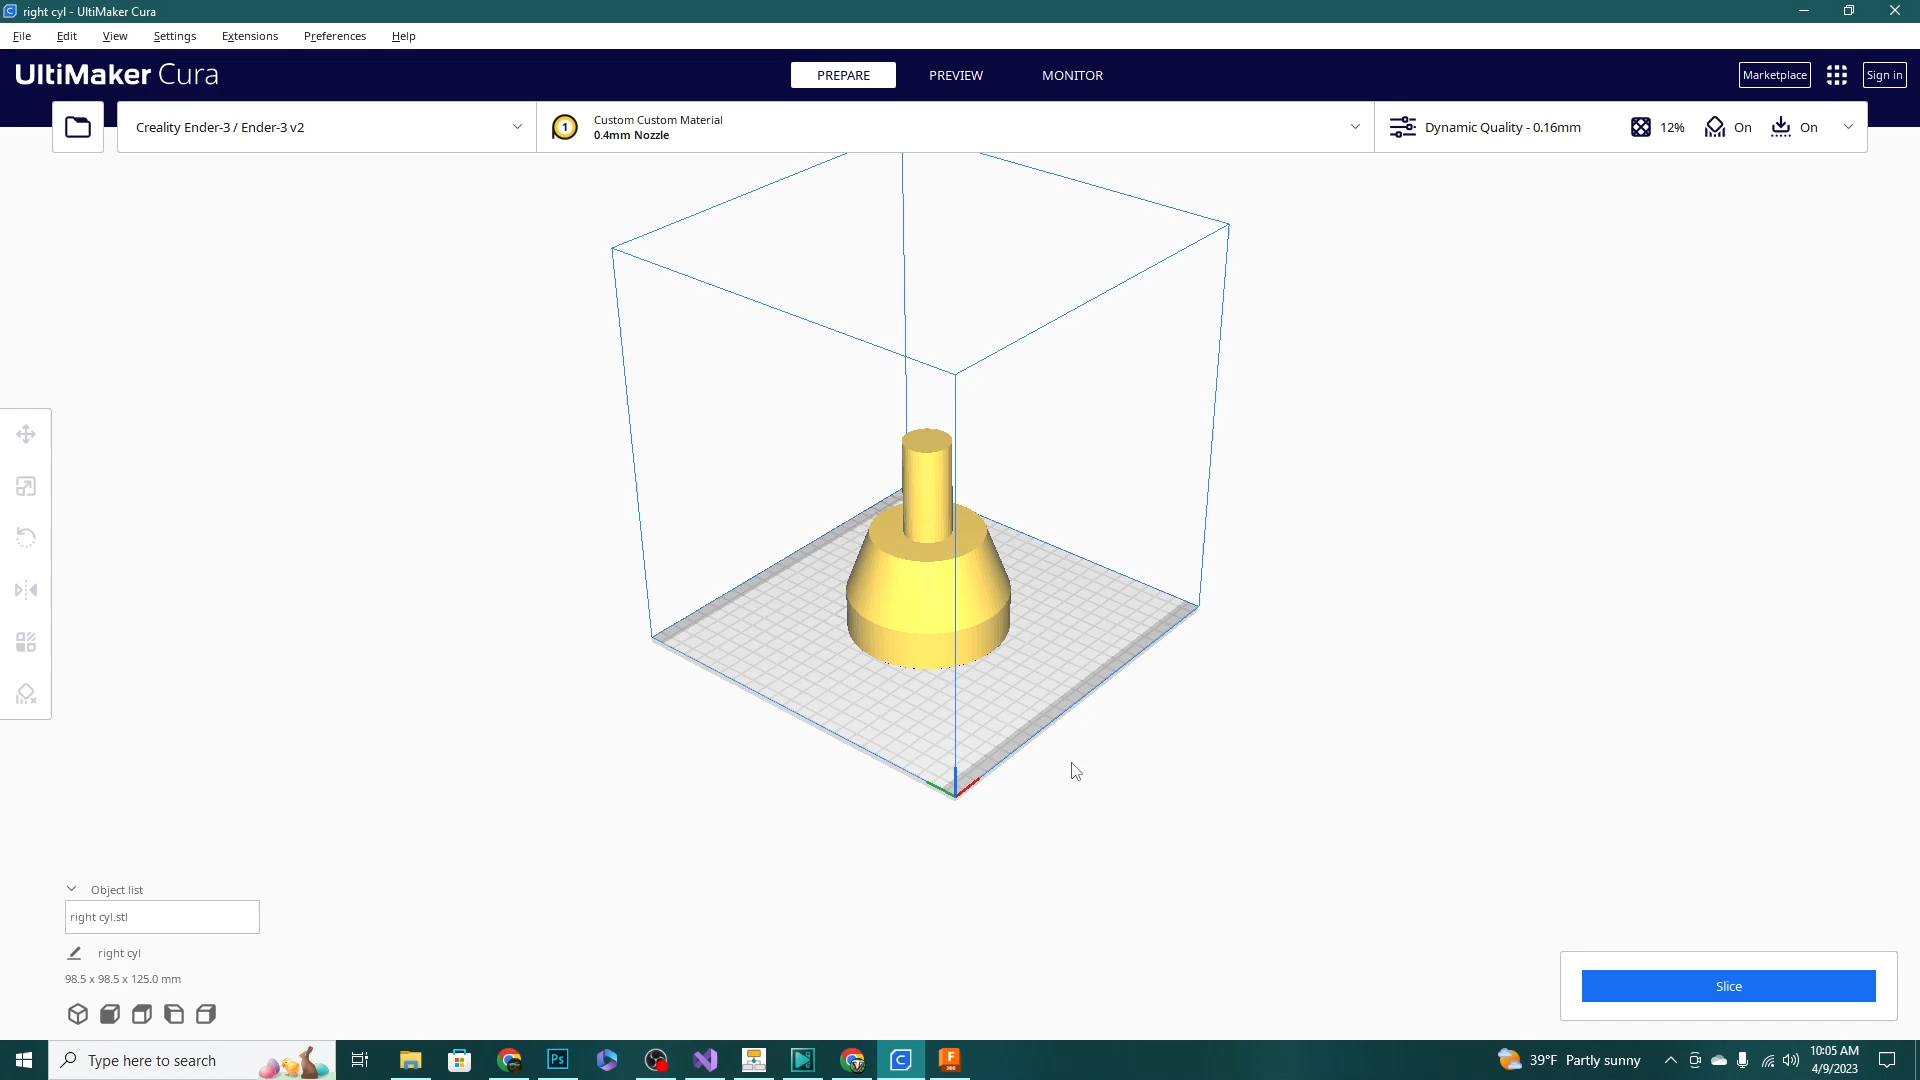 right cyl - UltiMaker Cura
File Edit View Settings Extensions Preferences Help
UltiMaker Cura
PREPARE PREVIEW MONITOR
Marketplace
Sign in
Creality Ender-3 / Ender-3 v2
1
Custom Custom Material
0.4mm Nozzle
Dynamic Quality - 0.16mm
12%
On
On
Object list
right cyl.stl
right cyl
98.5 x 98.5 x 125.0 mm
Slice
Type here to search
Ps
39°F Partly sunny
10:05 AM
4/9/2023